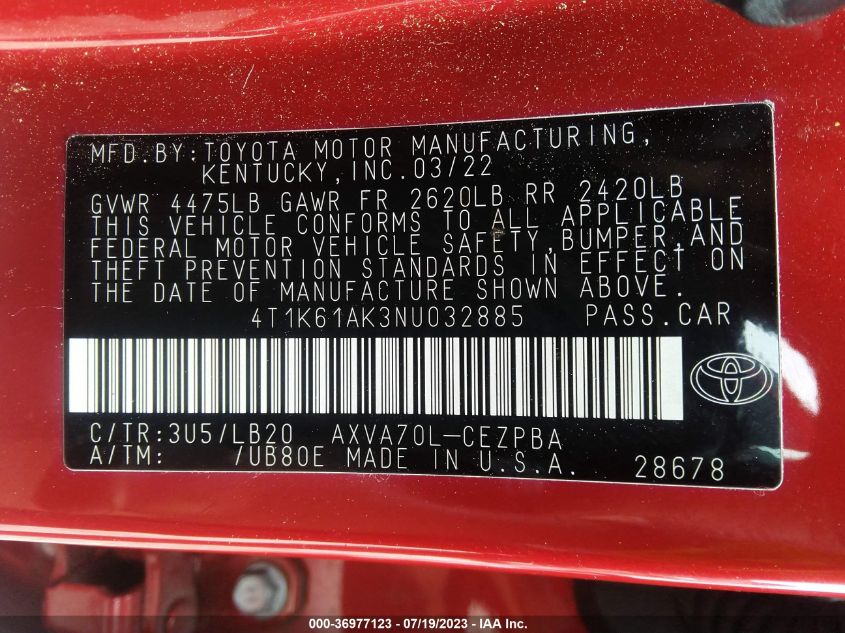 MFD.BY:TOYOTA MOTOR MANUFACTURING,
KENTUCKY,INC.03/22
GVWR 4475LB GAWR FR 2620LB RR 2420LB
THIS VEHICLE CONFORMS TO ALL APPLICABLE
FEDERAL MOTOR VEHICLE SAFETY,BUMPER,AND
THEFT PREVENTION STANDARDS IN EFFECT ON
THE DATE OF MANUFACTURE SHOWN ABOVE.
4T1K61AK3NU032885 PASS.CAR
C/TR:3U5/LB20 AXVA70L-CEZPBA
A/TM: /UB80E MADE IN U.S.A. 28678
000-36977123 | 07/19/2023 | IAA Inc.